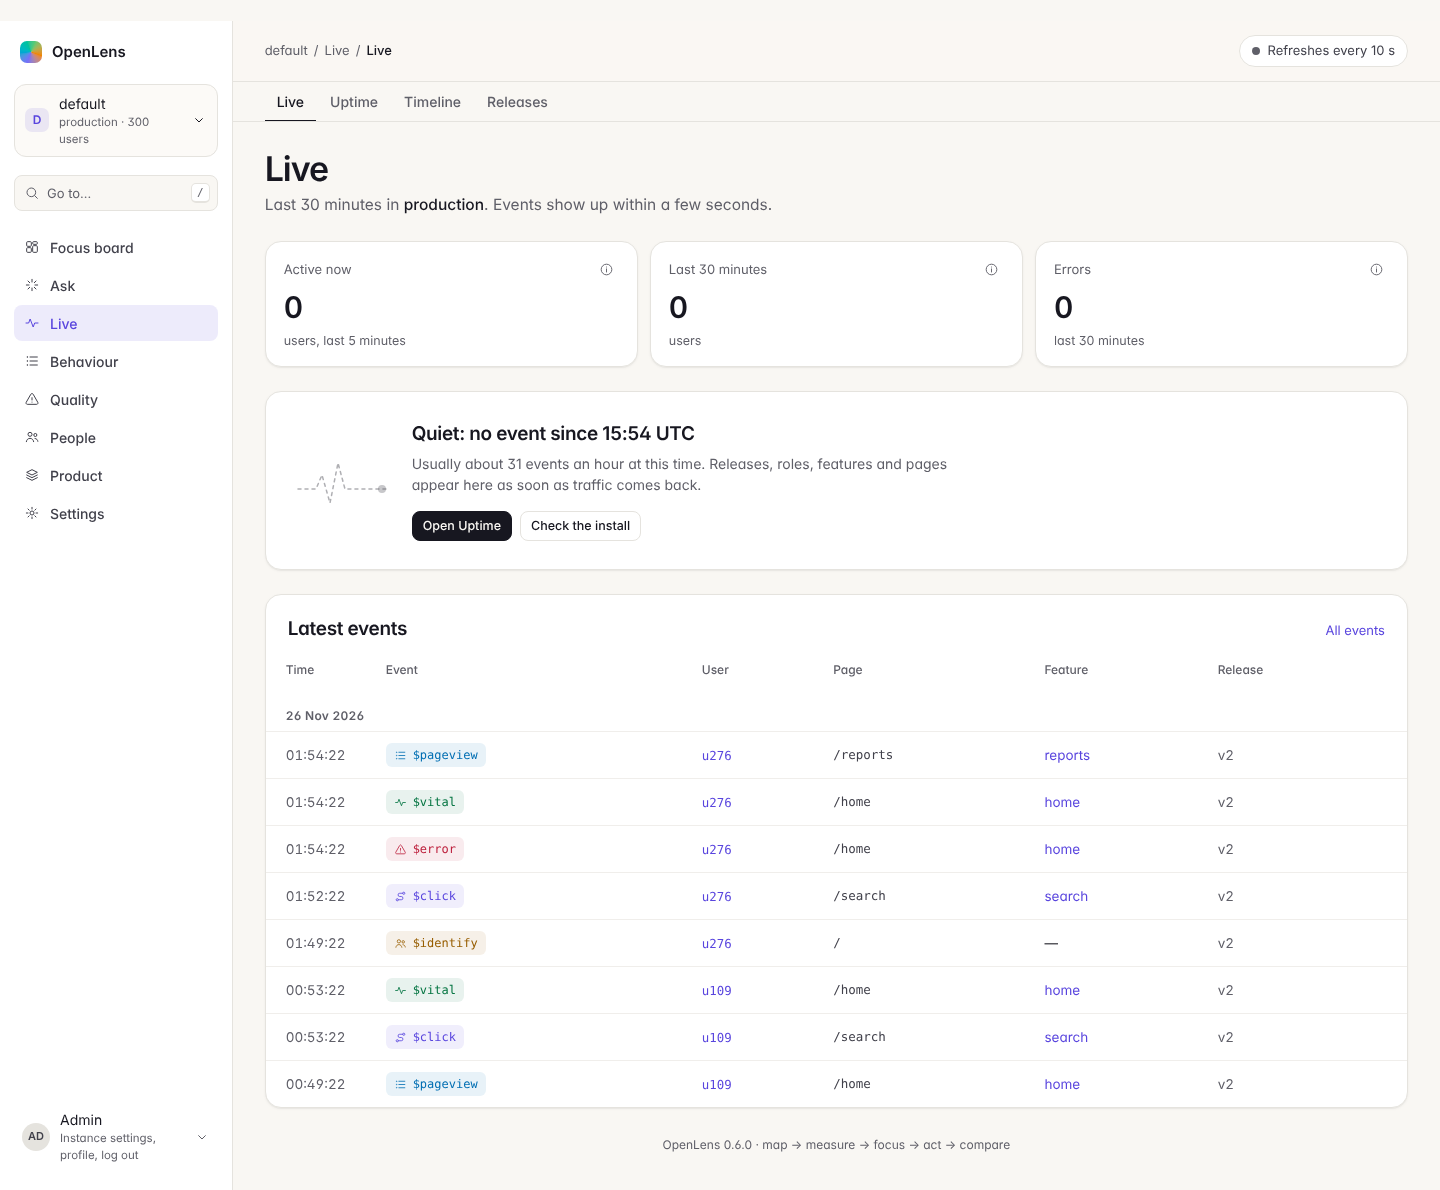 OpenLens
default
production · 300
users
Go to...
/
Focus board
Ask
Live
Behaviour
Quality
People
Product
Settings
AD
Admin
Instance settings,
profile, log out
D
default / Live / Live
Refreshes every 10 s
Live Uptime Timeline Releases
Live
Last 30 minutes in production. Events show up within a few seconds.
Active now
0
users, last 5 minutes
Last 30 minutes
0
users
Errors
0
last 30 minutes
Quiet: no event since 15:54 UTC
Usually about 31 events an hour at this time. Releases, roles, features and pages
appear here as soon as traffic comes back.
Open Uptime Check the install
Latest events All events
Time Event User Page Feature Release
26 Nov 2026
01:54:22 $pageview u276 /reports reports v2
01:54:22 $vital u276 /home home v2
01:54:22 $error u276 /home home v2
01:52:22 $click u276 /search search v2
01:49:22 $identify u276 / — v2
00:53:22 $vital u109 /home home v2
00:53:22 $click u109 /search search v2
00:49:22 $pageview u109 /home home v2
OpenLens 0.6.0 · map → measure → focus → act → compare